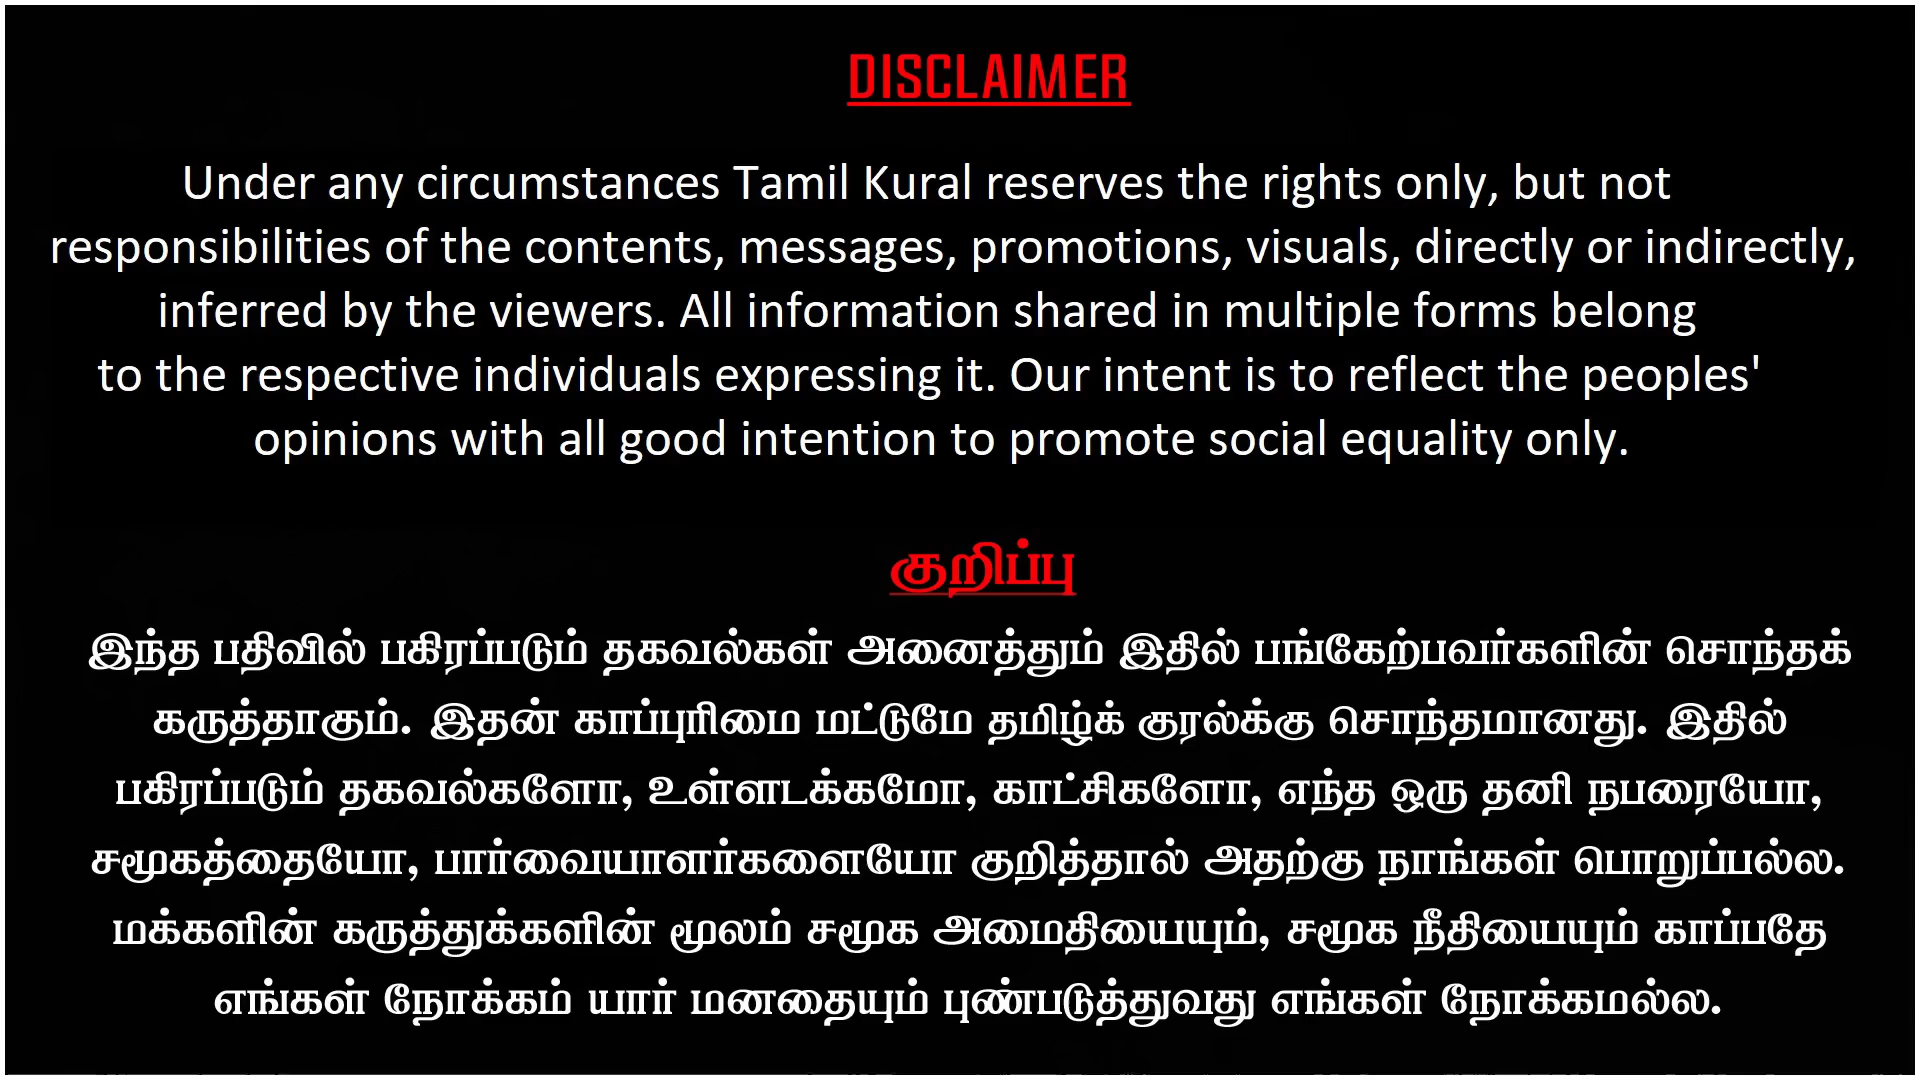 DISCLAIMER
Under any circumstances Tamil Kural reserves the rights only, but not
responsibilities of the contents, messages, promotions, visuals, directly or indirectly,
inferred by the viewers. All information shared in multiple forms belong
to the respective individuals expressing it. Our intent is to reflect the peoples'
opinions with all good intention to promote social equality only.
குறிப்பு
இந்த பதிவில் பகிரப்படும் தகவல்கள் அனைத்தும் இதில் பங்கேற்பவர்களின் சொந்தக்
கருத்தாகும். இதன் காப்புரிமை மட்டுமே தமிழ்க் குரல்க்கு சொந்தமானது. இதில்
பகிரப்படும் தகவல்களோ, உள்ளடக்கமோ, காட்சிகளோ, எந்த ஒரு தனி நபரையோ,
சமூகத்தையோ, பார்வையாளர்களையோ குறித்தால் அதற்கு நாங்கள் பொறுப்பல்ல.
மக்களின் கருத்துக்களின் மூலம் சமூக அமைதியையும், சமூக நீதியையும் காப்பதே
எங்கள் நோக்கம் யார் மனதையும் புண்படுத்துவது எங்கள் நோக்கமல்ல.